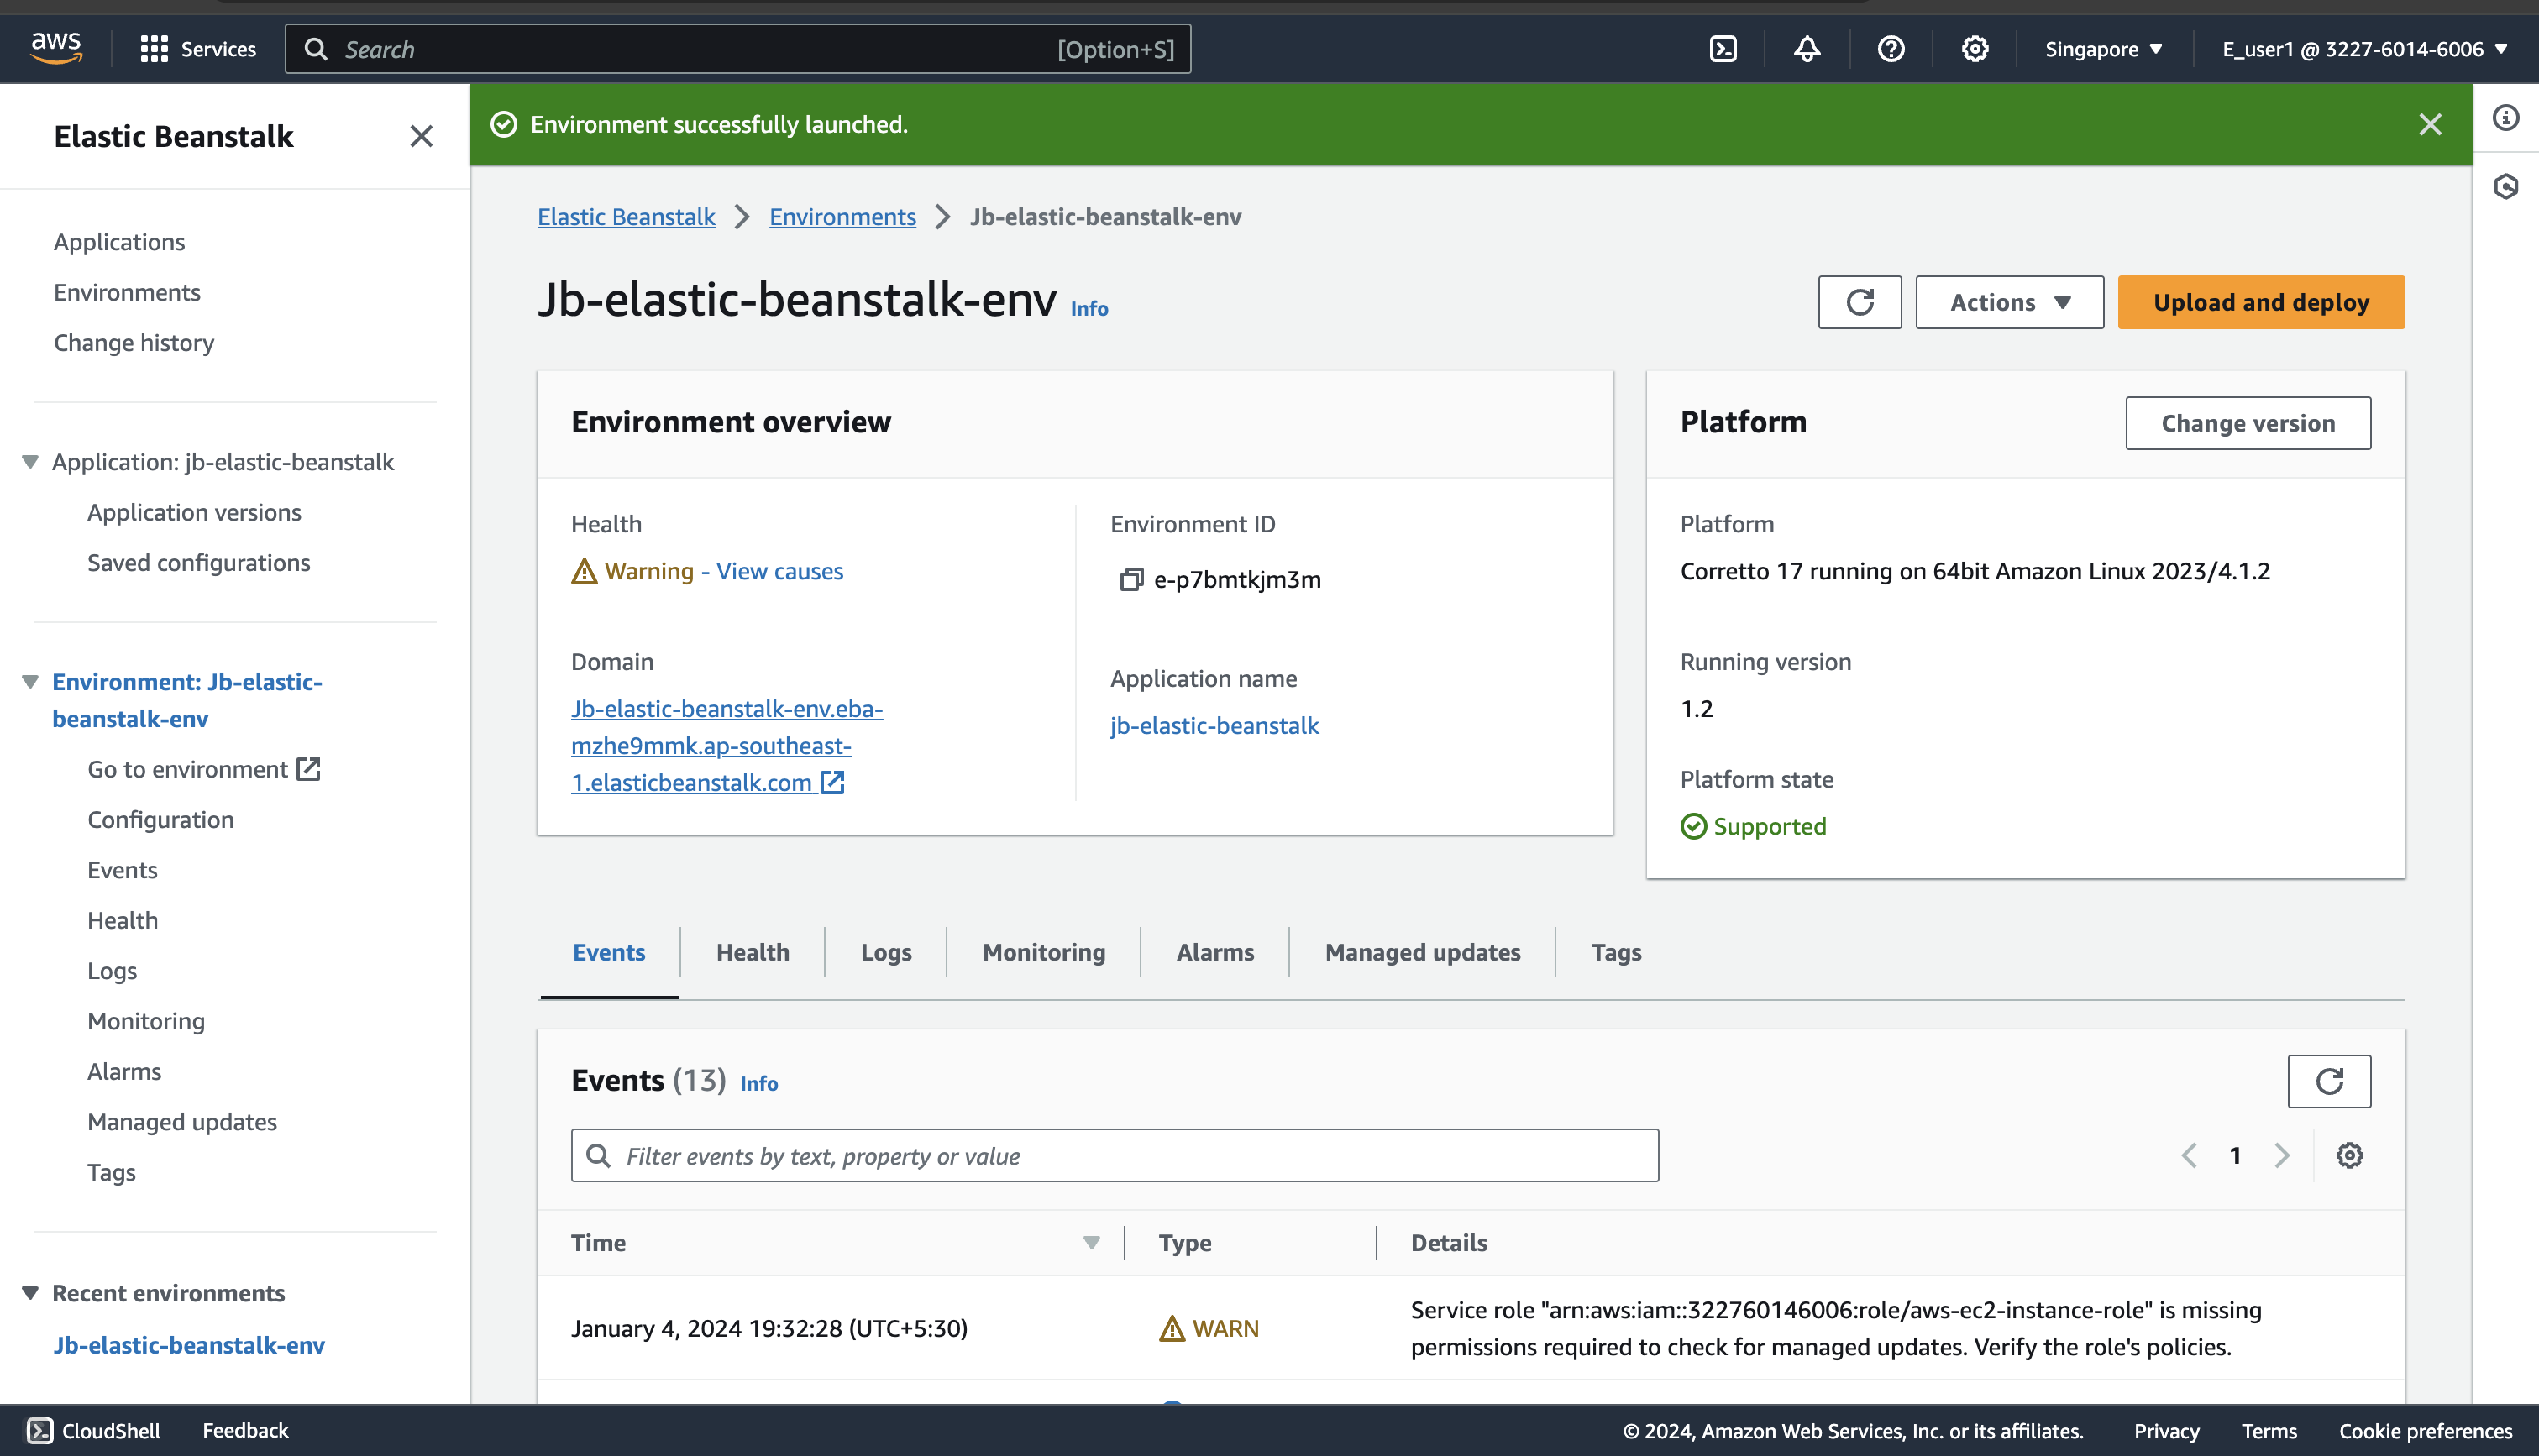 aws
Services
Search
[Option+S]
Singapore
E_user1 @ 3227-6014-6006
Elastic Beanstalk
Applications
Environments
Change history
Application: jb-elastic-beanstalk
Application versions
Saved configurations
Environment: Jb-elastic-
beanstalk-env
Go to environment
Configuration
Events
Health
Logs
Monitoring
Alarms
Managed updates
Tags
Recent environments
Jb-elastic-beanstalk-env
Environment successfully launched.
Elastic Beanstalk
Environments
Jb-elastic-beanstalk-env
Jb-elastic-beanstalk-env Info
Actions
Upload and deploy
Environment overview
Health
Warning - View causes
Domain
Jb-elastic-beanstalk-env.eba-
mzhe9mmk.ap-southeast-
1.elasticbeanstalk.com
Environment ID
e-p7bmtkjm3m
Application name
jb-elastic-beanstalk
Platform
Change version
Platform
Corretto 17 running on 64bit Amazon Linux 2023/4.1.2
Running version
1.2
Platform state
Supported
Events
Health
Logs
Monitoring
Alarms
Managed updates
Tags
Events (13) Info
Filter events by text, property or value
1
Time
Type
Details
January 4, 2024 19:32:28 (UTC+5:30)
WARN
Service role "arn:aws:iam::322760146006:role/aws-ec2-instance-role" is missing
permissions required to check for managed updates. Verify the role's policies.
CloudShell
Feedback
© 2024, Amazon Web Services, Inc. or its affiliates.
Privacy
Terms
Cookie preferences